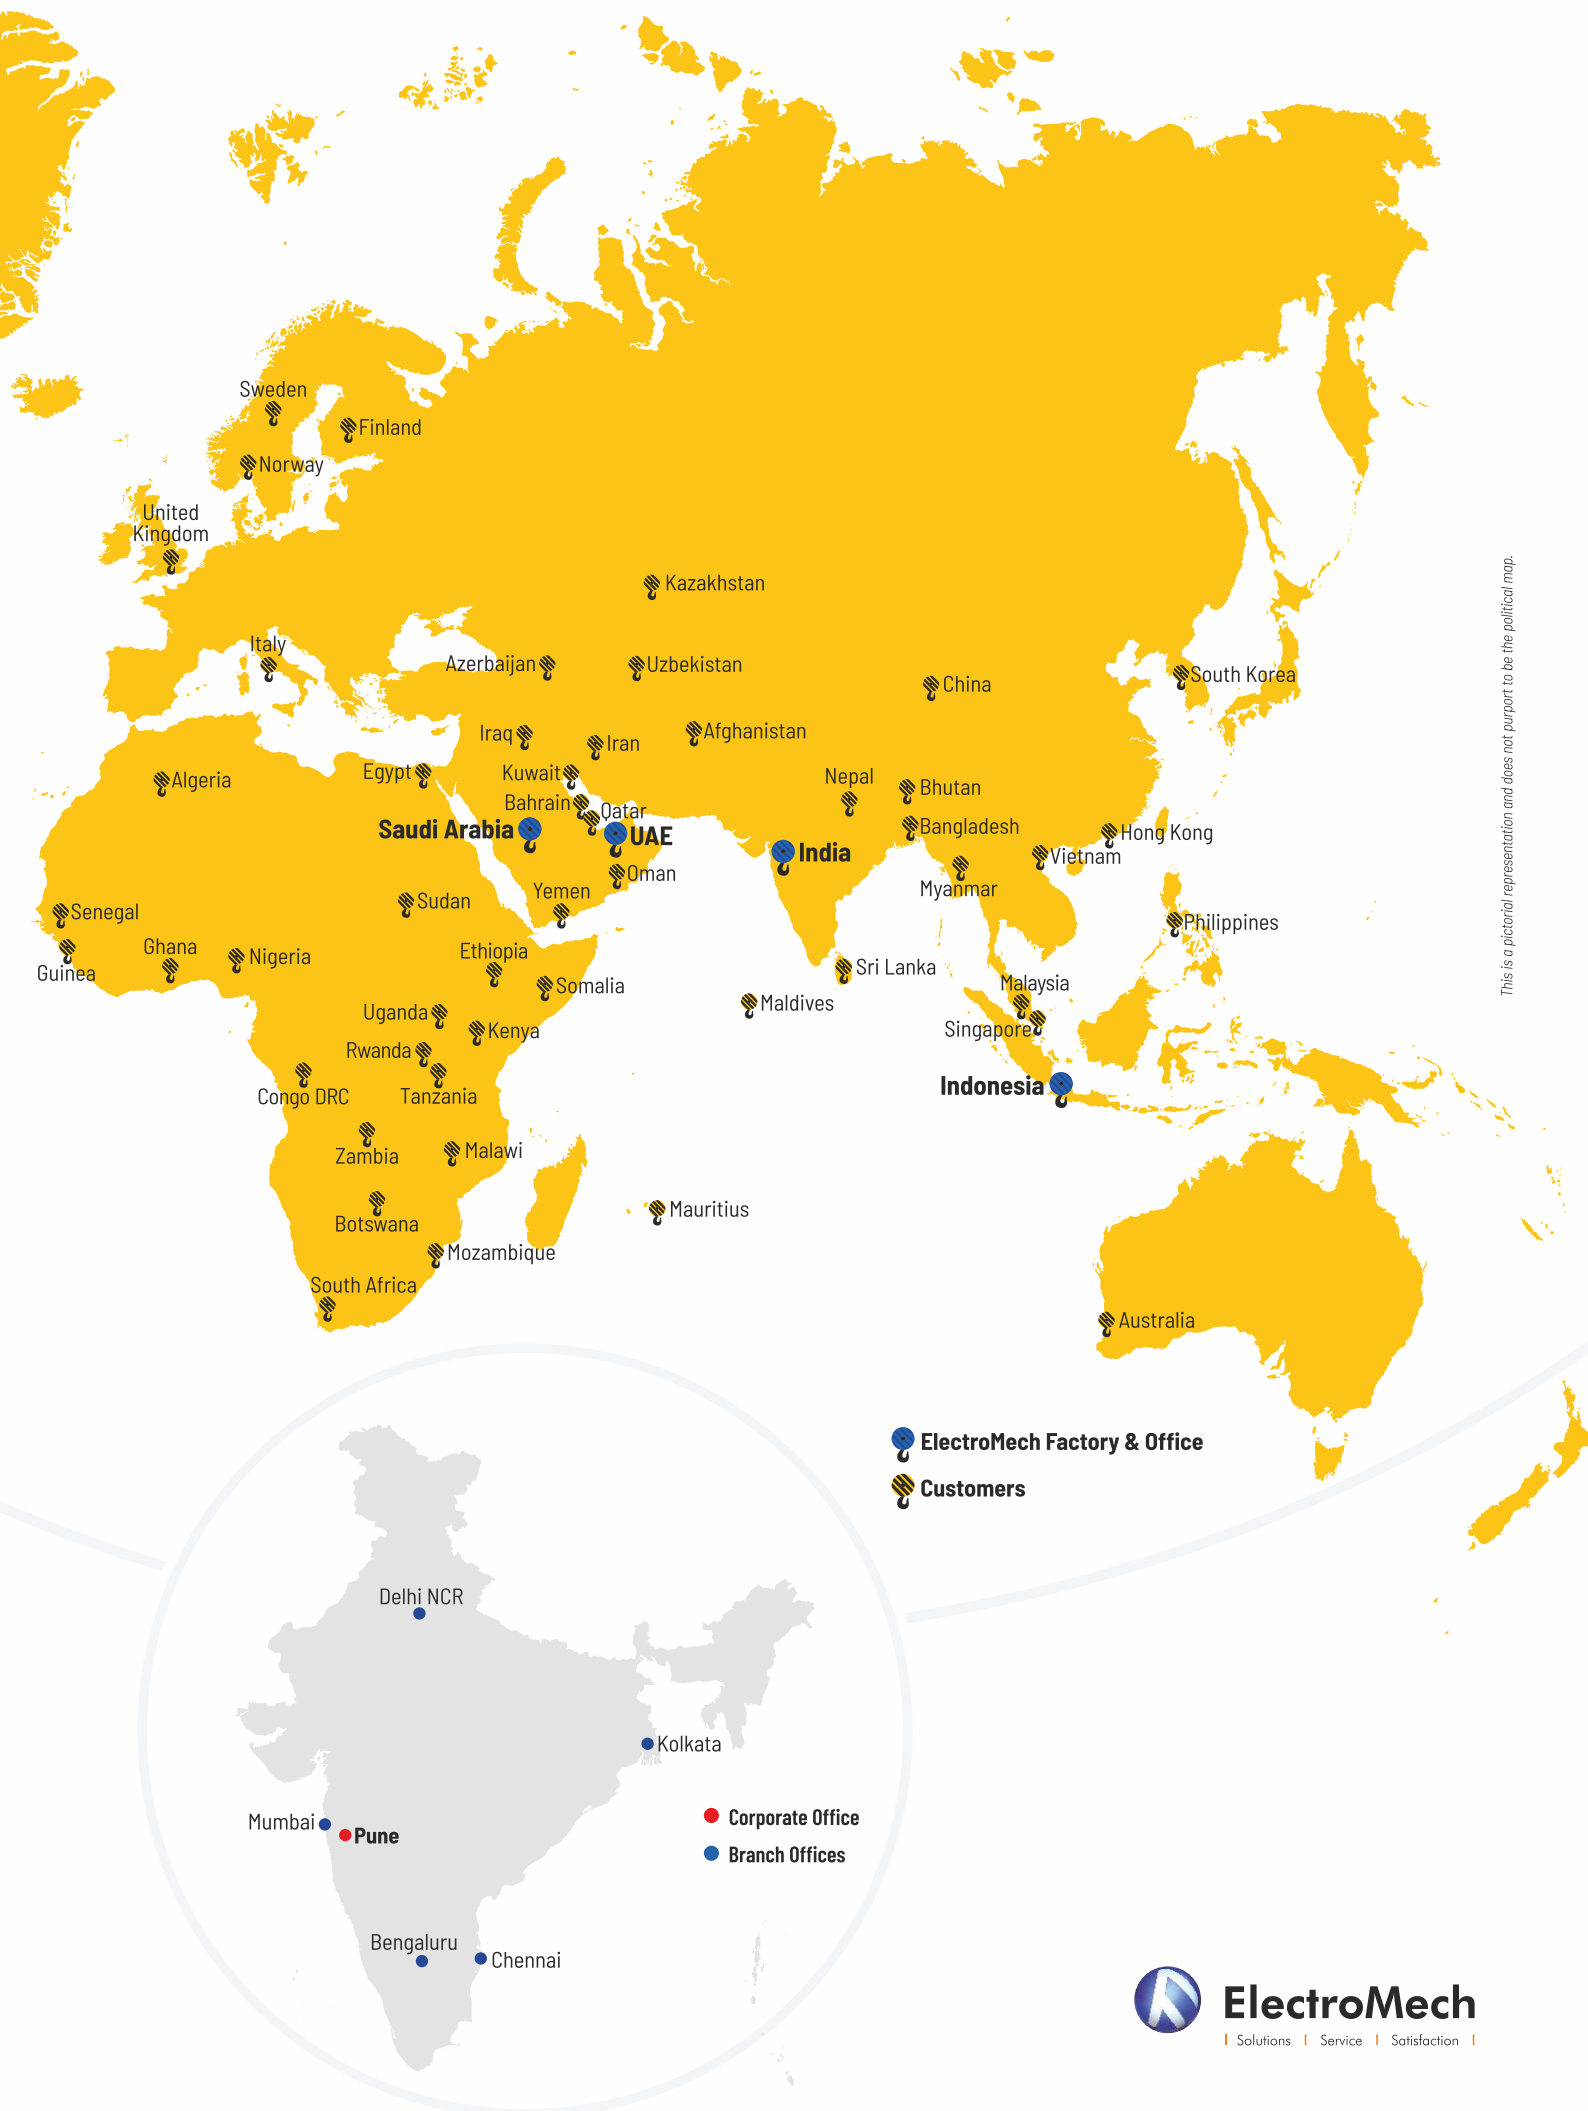 Sweden
Finland
Norway
United
Kingdom
Kazakhstan
Italy
Azerbaijan
Uzbekistan
South Korea
China
Iraq
Afghanistan
Iran
Egypt
Kuwait
Algeria
Nepal
Bhutan
Bahrain
Qatar
Saudi Arabia
UAE
Bangladesh
Hong Kong
India
Vietnam
Oman
Myanmar
Yemen
Sudan
Senegal
Philippines
Ghana
Ethiopia
Nigeria
Guinea
Sri Lanka
Somalia
Malaysia
Maldives
Uganda
Kenya
Singapore
Rwanda
Indonesia
Congo DRC
Tanzania
Zambia
Malawi
Mauritius
Botswana
Mozambique
South Africa
Australia
This is a pictorial representation and does not purport to be the political map.
ElectroMech Factory & Office
Customers
Delhi NCR
Kolkata
Mumbai
Pune
Corporate Office
Branch Offices
Bengaluru
Chennai
ElectroMech
| Solutions | Service | Satisfaction |